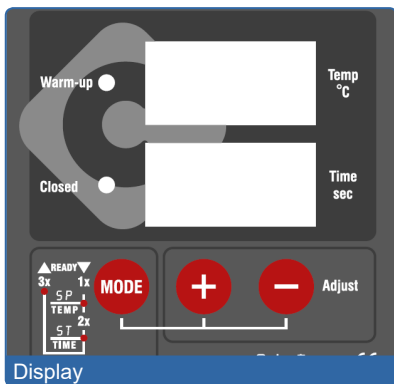 Warm-up
Temp
°C
Closed
Time
sec
▲READY▼
3x 1x
SP
TEMP
2x
ST
TIME
MODE
+
−
Adjust
Display